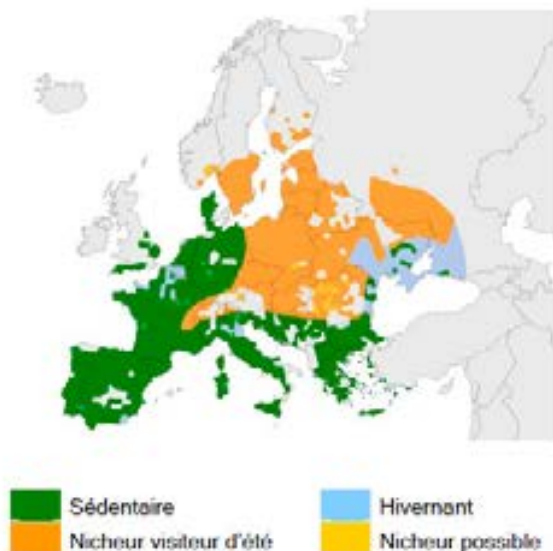 Sédentaire
Hivernant
Nicheur visiteur d'été
Nicheur possible